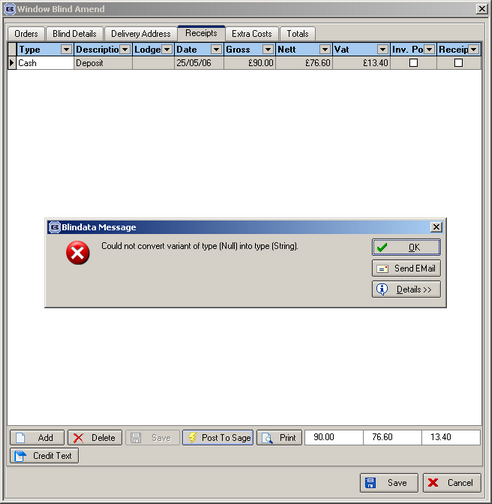 Window Blind Amend
Orders Blind Details Delivery Address Receipts Extra Costs Totals
Type Descriptio Lodge Date Gross Nett Vat Inv. Po Receip
Cash Deposit 25/05/06 £90.00 £76.60 £13.40
Blindata Message
Could not convert variant of type (Null) into type (String).
OK
Send EMail
Details >>
Add Delete Save Post To Sage Print 90.00 76.60 13.40
Credit Text
Save Cancel